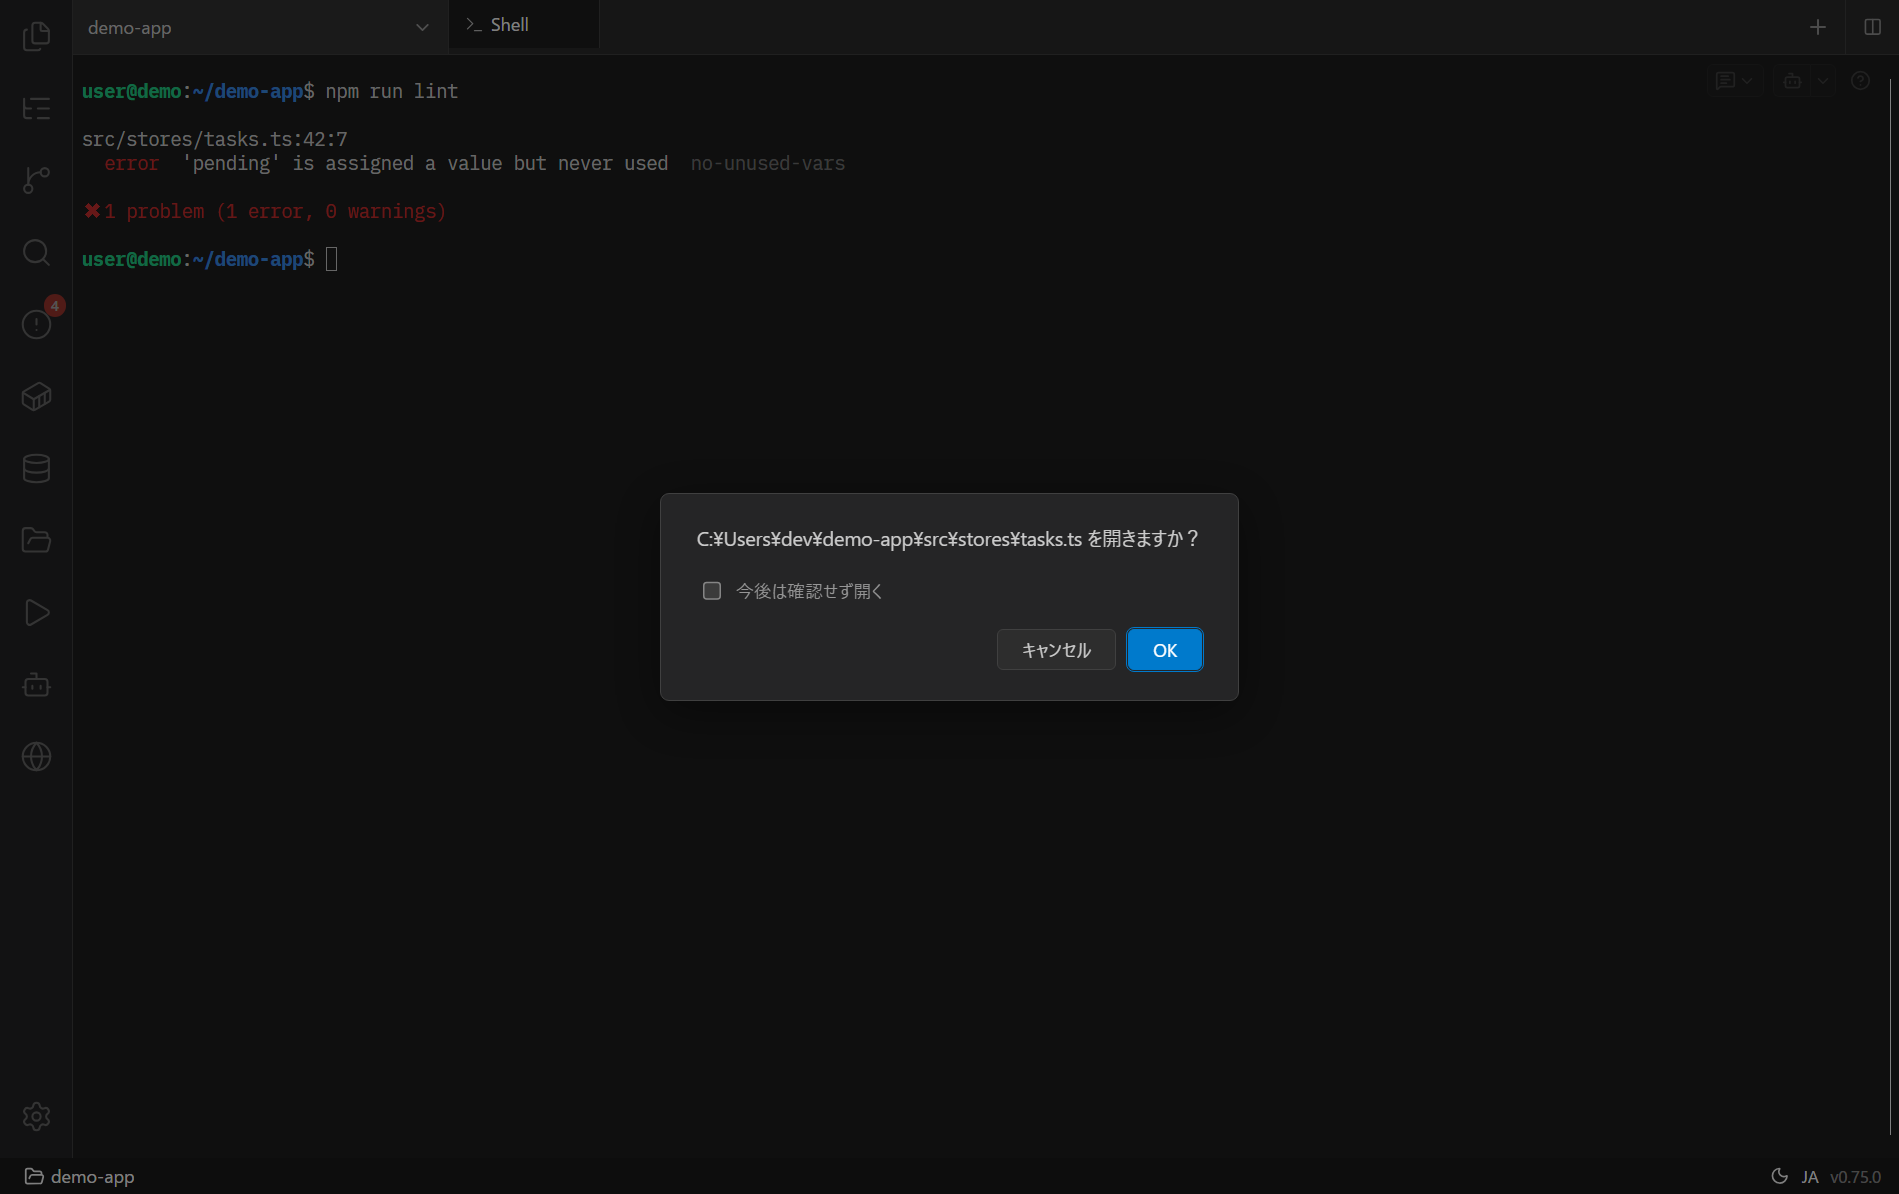 demo-app
Shell
user@demo:~/demo-app$ npm run lint
src/stores/tasks.ts:42:7
error 'pending' is assigned a value but never used no-unused-vars
✖1 problem (1 error, 0 warnings)
user@demo:~/demo-app$
4
C:¥Users¥dev¥demo-app¥src¥stores¥tasks.ts を開きますか？
今後は確認せず開く
キャンセル
OK
demo-app
JA v0.75.0